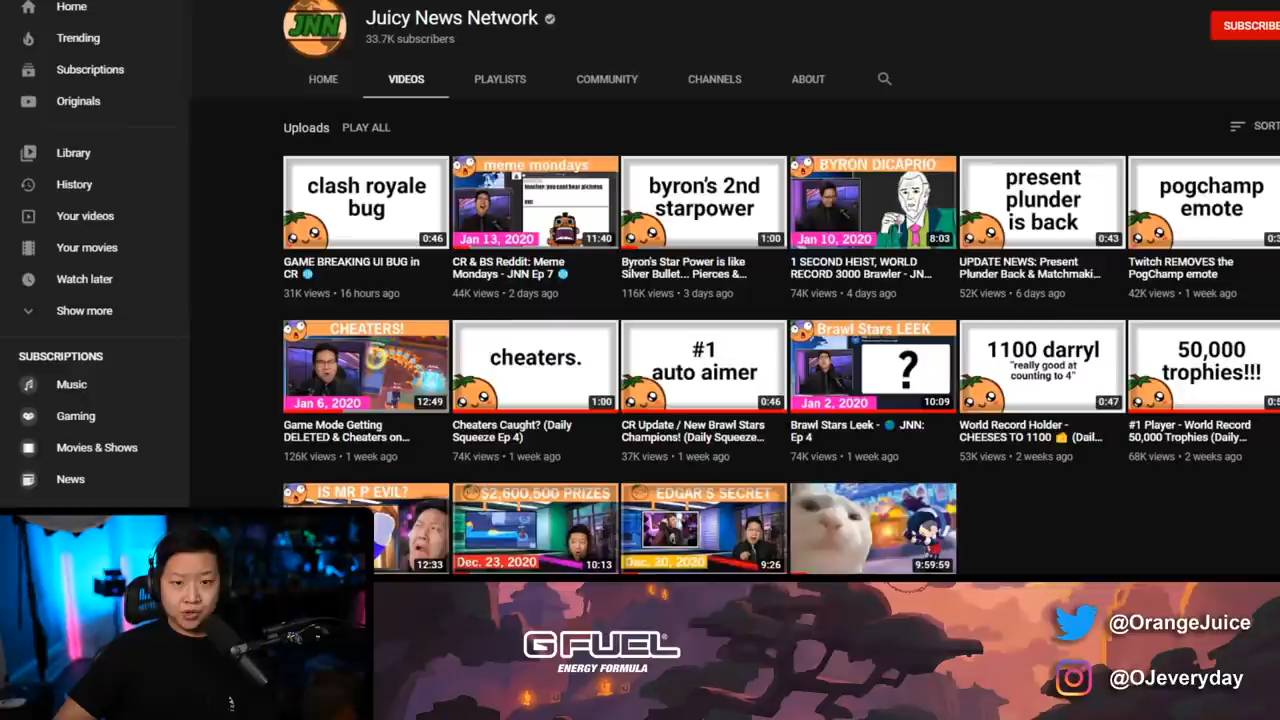 Home
Trending
Subscriptions
Originals
Library
History
Your videos
Your movies
Watch later
Show more
SUBSCRIPTIONS
Music
Gaming
Movies & Shows
News
JNN
Juicy News Network
33.7K subscribers
SUBSCRIBE
HOME VIDEOS PLAYLISTS COMMUNITY CHANNELS ABOUT
Uploads PLAY ALL
SORT
clash royale
bug
0:46
GAME BREAKING UI BUG in
CR
31K views • 16 hours ago
meme mondays
Jan 13, 2020
11:40
CR & BS Reddit: Meme
Mondays - JNN Ep 7
44K views • 2 days ago
byron's 2nd
starpower
1:00
Byron's Star Power is like
Silver Bullet... Pierces &...
116K views • 3 days ago
BYRON DICAPRIO
Jan 10, 2020
8:03
1 SECOND HEIST, WORLD
RECORD 3000 Brawler - JN...
74K views • 4 days ago
present
plunder
is back
0:43
UPDATE NEWS: Present
Plunder Back & Matchmaki...
52K views • 6 days ago
pogchamp
emote
Twitch REMOVES the
PogChamp emote
42K views • 1 week ago
CHEATERS!
Jan 6, 2020
12:49
Game Mode Getting
DELETED & Cheaters on...
126K views • 1 week ago
cheaters.
1:00
Cheaters Caught? (Daily
Squeeze Ep 4)
74K views • 1 week ago
#1
auto aimer
0:46
CR Update / New Brawl Stars
Champions! (Daily Squeeze...
37K views • 1 week ago
Brawl Stars LEEK
?
Jan 2, 2020
10:09
Brawl Stars Leek - JNN:
Ep 4
74K views • 1 week ago
1100 darryl
"really good at
counting to 4"
0:47
World Record Holder -
CHEESES TO 1100 (Dail...
53K views • 2 weeks ago
50,000
trophies!!!
#1 Player - World Record
50,000 Trophies (Daily...
68K views • 2 weeks ago
IS MR P EVIL?
12:33
$2,600,500 PRIZES
Dec. 23, 2020
10:13
EDGAR'S SECRET
Dec. 20, 2020
9:26
9:59:59
G FUEL
ENERGY FORMULA
@OrangeJuice
@OJeveryday